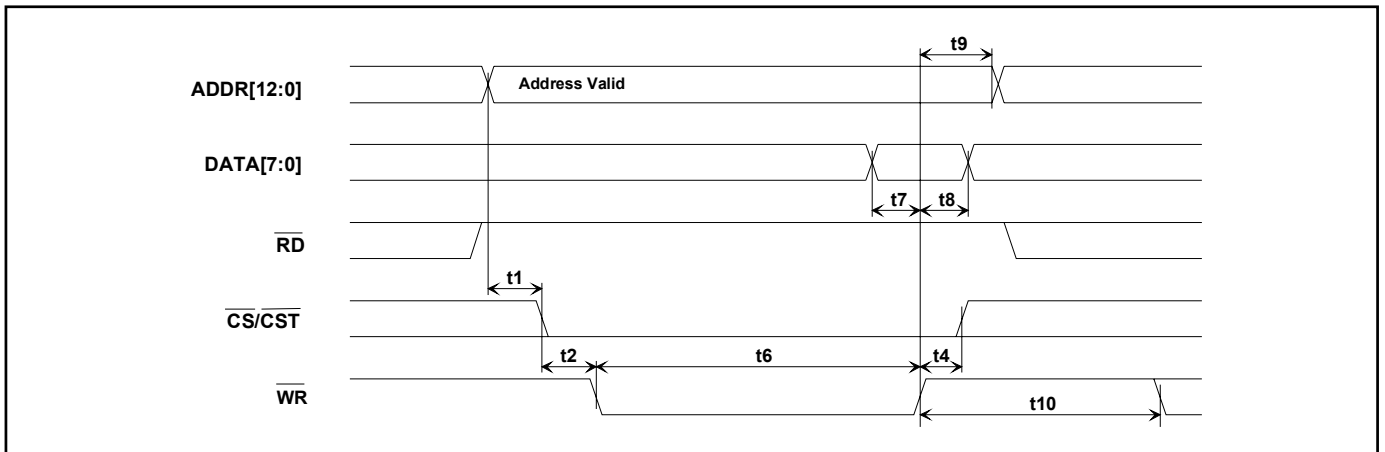 t9
ADDR[12:0]
Address Valid
DATA[7:0]
t7
t8
RD
t1
CS/CST
t2
t6
t4
WR
t10